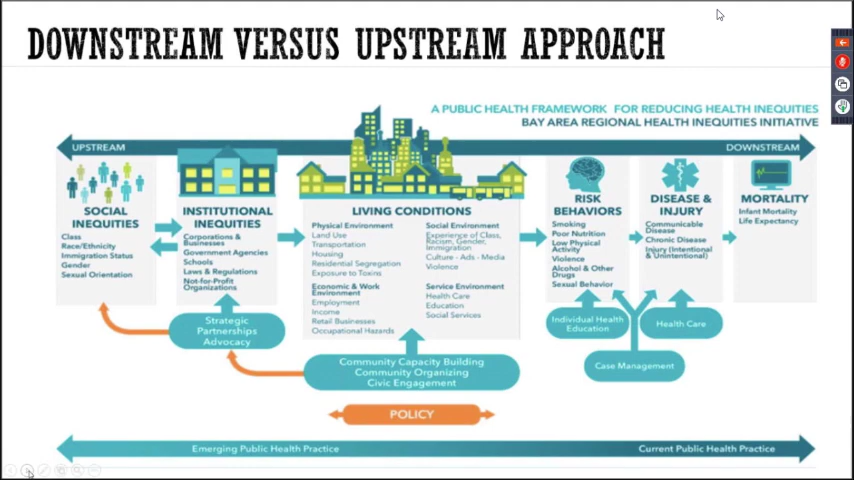 DOWNSTREAM VERSUS UPSTREAM APPROACH
A PUBLIC HEALTH FRAMEWORK FOR REDUCING HEALTH INEQUITIES
BAY AREA REGIONAL HEALTH INEQUITIES INITIATIVE
UPSTREAM
DOWNSTREAM
SOCIAL
INEQUITIES
Class
Race/Ethnicity
Immigration Status
Gender
Sexual Orientation
INSTITUTIONAL
INEQUITIES
Corporations &
Businesses
Government Agencies
Schools
Laws & Regulations
Not-for-Profit
Organizations
LIVING CONDITIONS
Physical Environment
Land Use
Transportation
Housing
Residential Segregation
Exposure to Toxins
Economic & Work
Environment
Employment
Income
Retail Businesses
Occupational Hazards
Social Environment
Experience of Class,
Racism, Gender,
Immigration
Culture - Ads - Media
Violence
Service Environment
Health Care
Education
Social Services
RISK
BEHAVIORS
Smoking
Poor Nutrition
Low Physical
Activity
Violence
Alcohol & Other
Drugs
Sexual Behavior
DISEASE &
INJURY
Communicable
Disease
Chronic Disease
Injury (Intentional
& Unintentional)
MORTALITY
Infant Mortality
Life Expectancy
Strategic
Partnerships
Advocacy
Community Capacity Building
Community Organizing
Civic Engagement
Individual Health
Education
Health Care
Case Management
POLICY
Emerging Public Health Practice
Current Public Health Practice